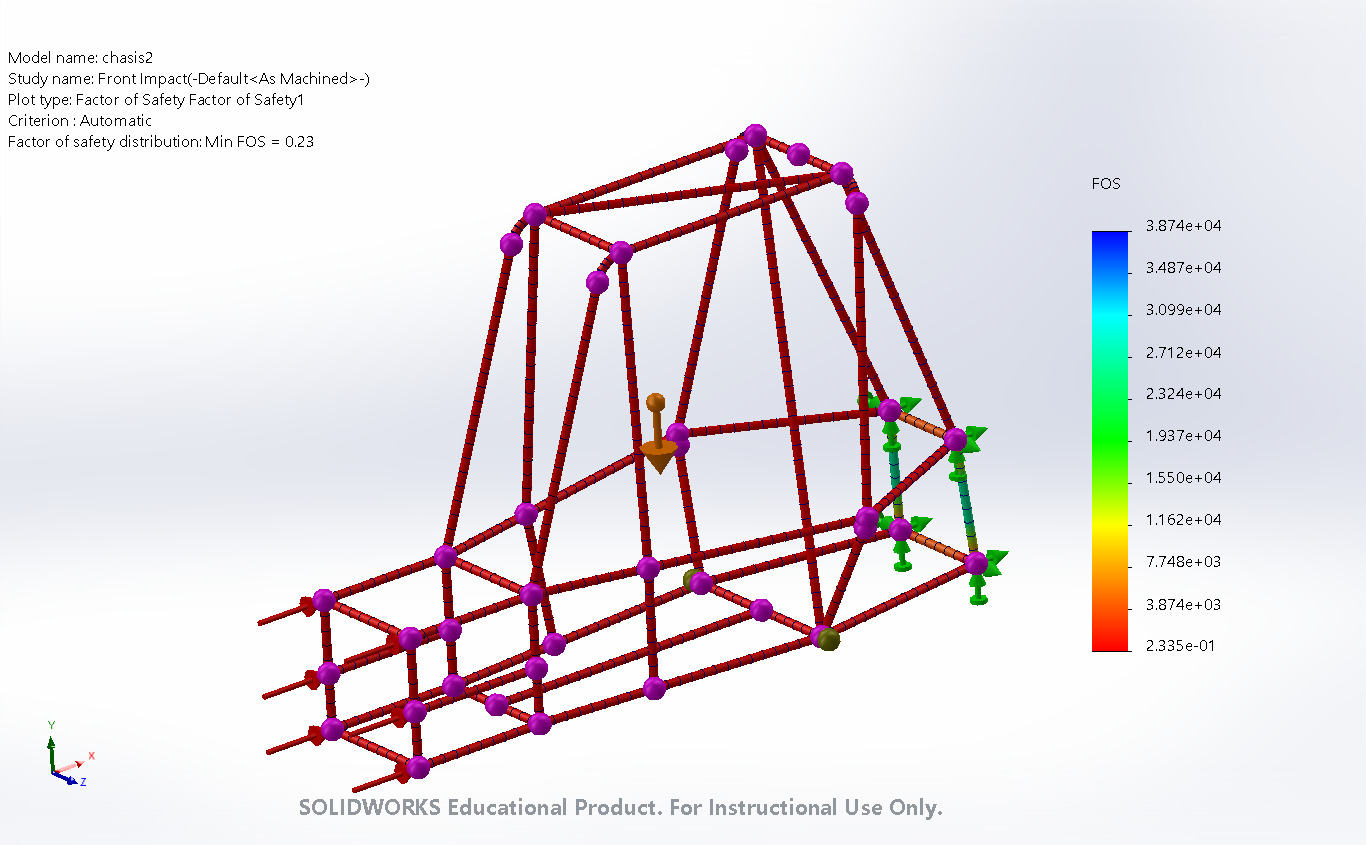 Model name: chasis2
Study name: Front Impact(-Default<As Machined>-)
Plot type: Factor of Safety Factor of Safety1
Criterion : Automatic
Factor of safety distribution: Min FOS = 0.23
FOS
3.874e+04
3.487e+04
3.099e+04
2.712e+04
2.324e+04
1.937e+04
1.550e+04
1.162e+04
7.748e+03
3.874e+03
2.335e-01
Y
X
Z
SOLIDWORKS Educational Product. For Instructional Use Only.